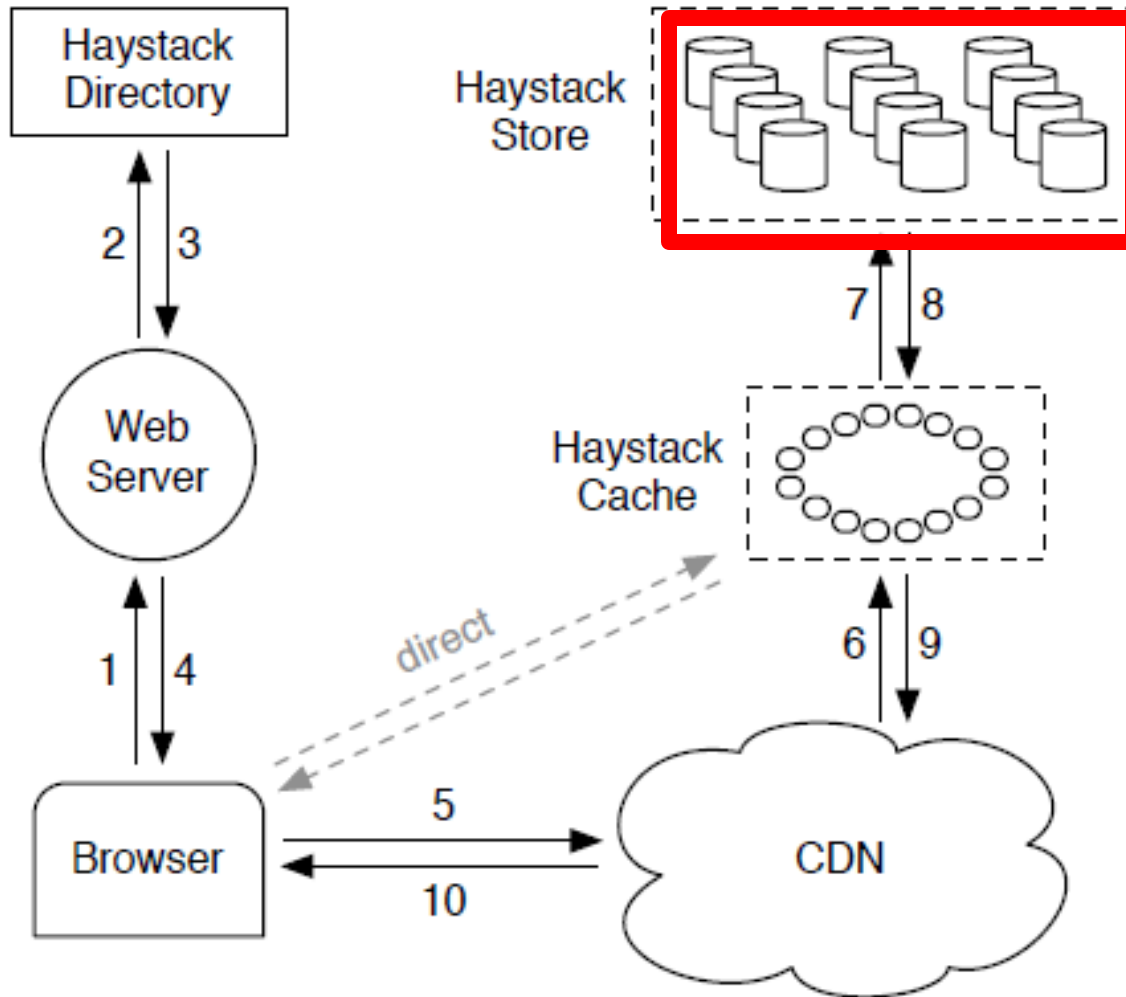 Haystack
Directory
Haystack
Store
2
3
7
8
Web
Server
Haystack
Cache
direct
1
4
6
9
Browser
5
10
CDN